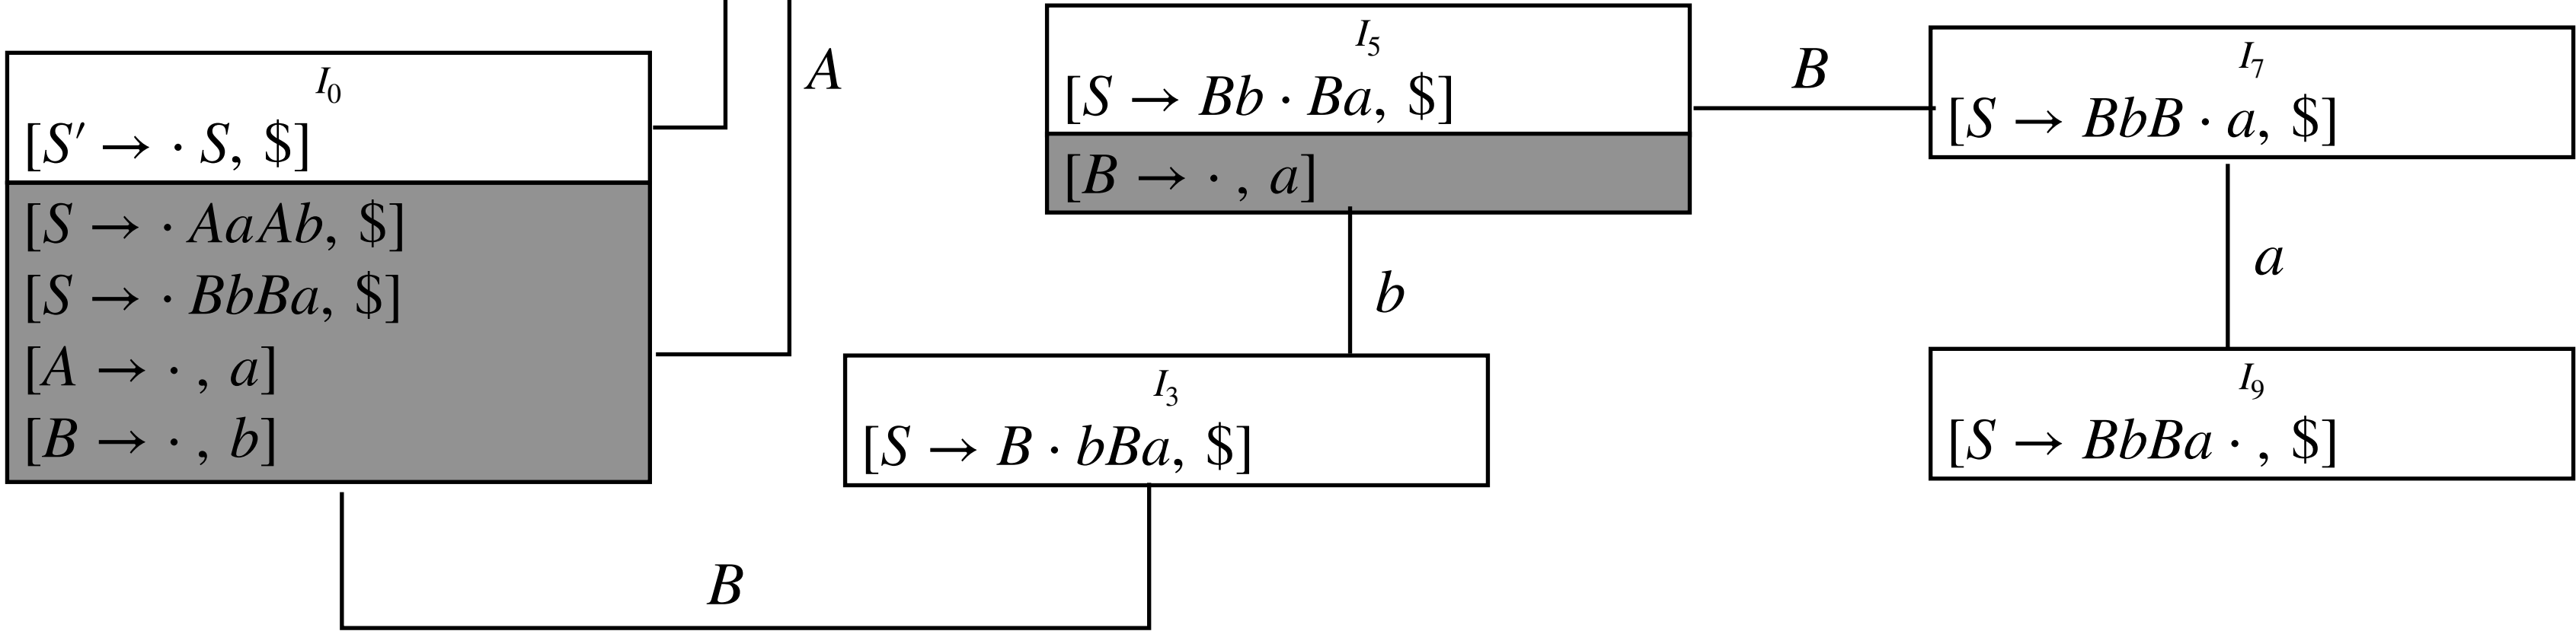 I₀
[S′ → · S, $]
[S → · AaAb, $]
[S → · BbBa, $]
[A → · , a]
[B → · , b]
A
I₅
[S → Bb · Ba, $]
[B → · , a]
B
I₇
[S → BbB · a, $]
b
a
I₃
[S → B · bBa, $]
I₉
[S → BbBa · , $]
B